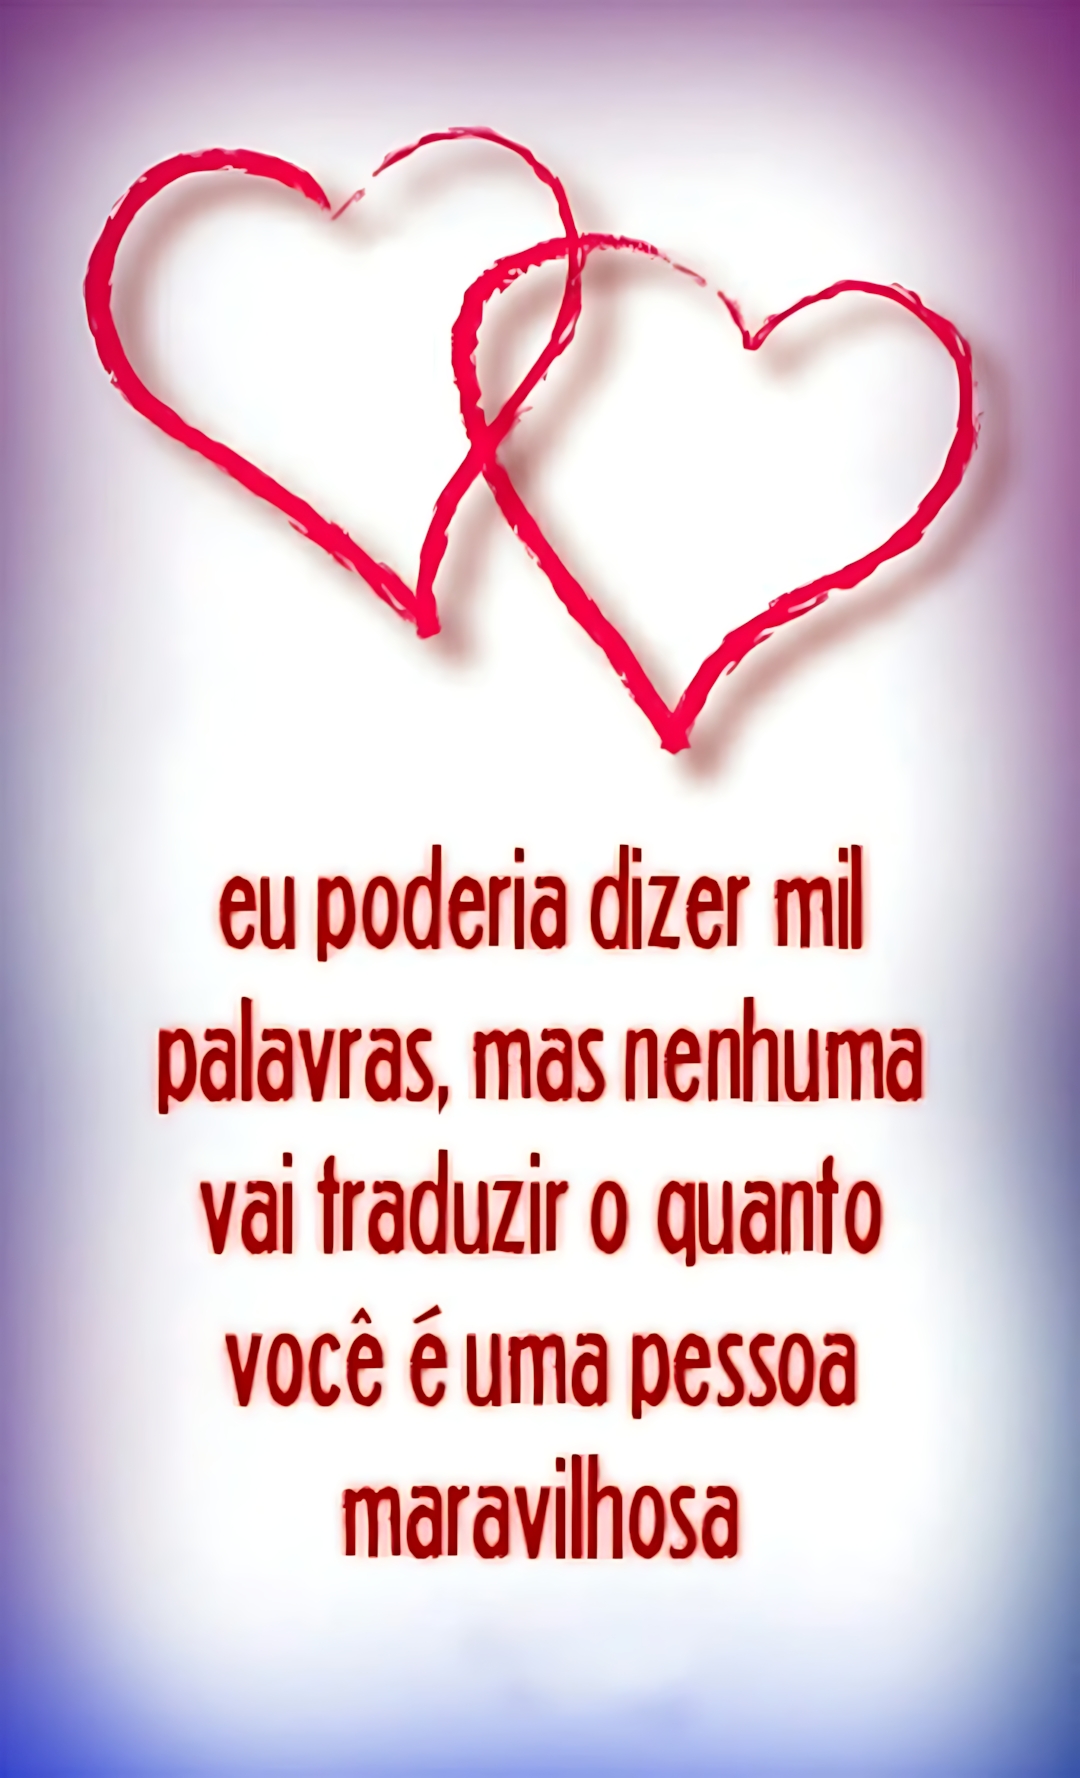 eu poderia dizer mil
palavras, mas nenhuma
vai traduzir o quanto
você é uma pessoa
maravilhosa